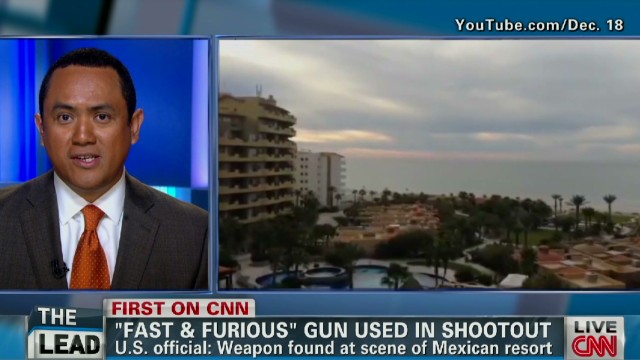 YouTube.com/Dec. 18
FIRST ON CNN
THE
LEAD
"FAST & FURIOUS" GUN USED IN SHOOTOUT
U.S. official: Weapon found at scene of Mexican resort
LIVE
CNN